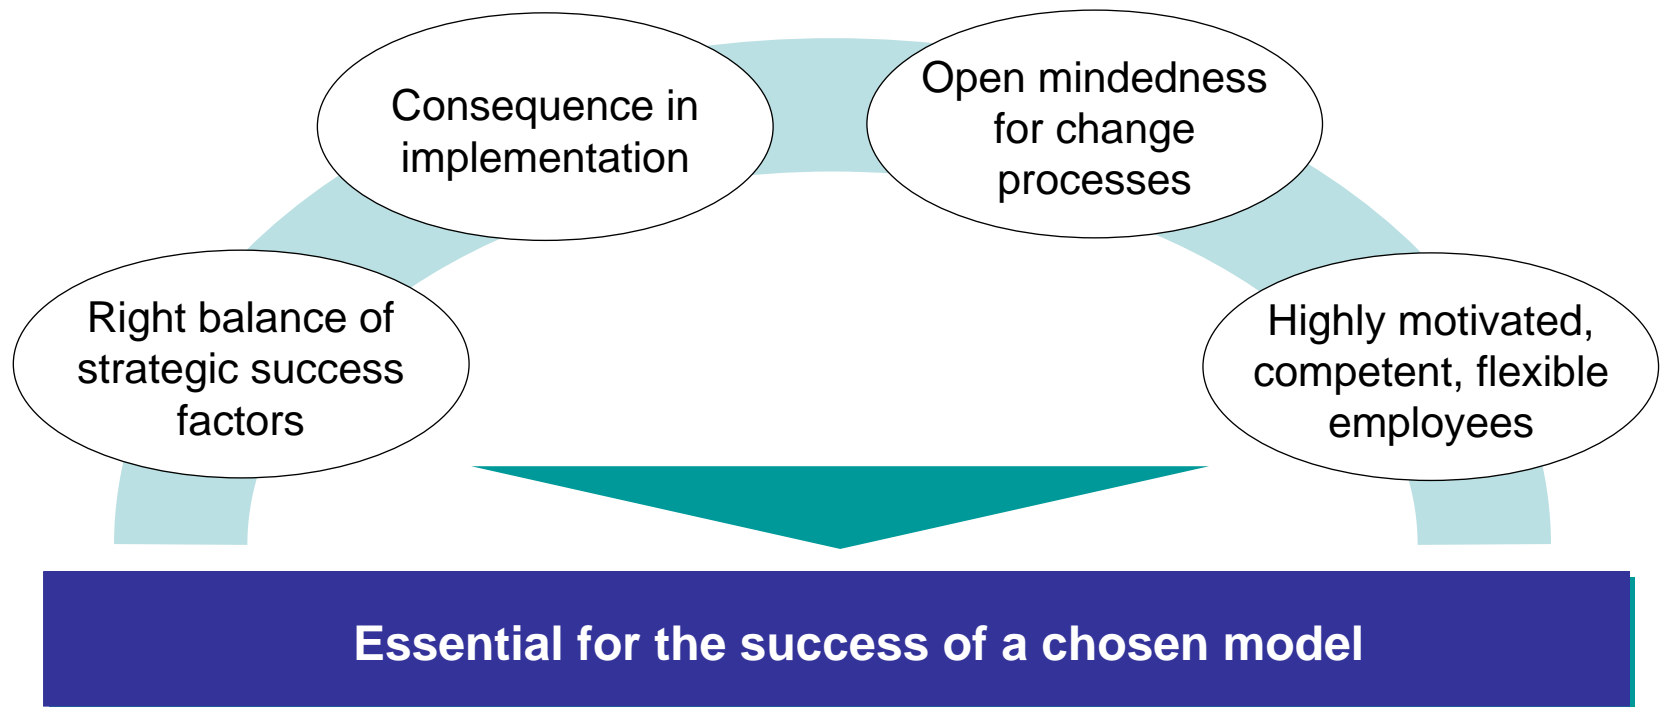 Consequence in
implementation
Open mindedness
for change
processes
Right balance of
strategic success
factors
Highly motivated,
competent, flexible
employees
Essential for the success of a chosen model